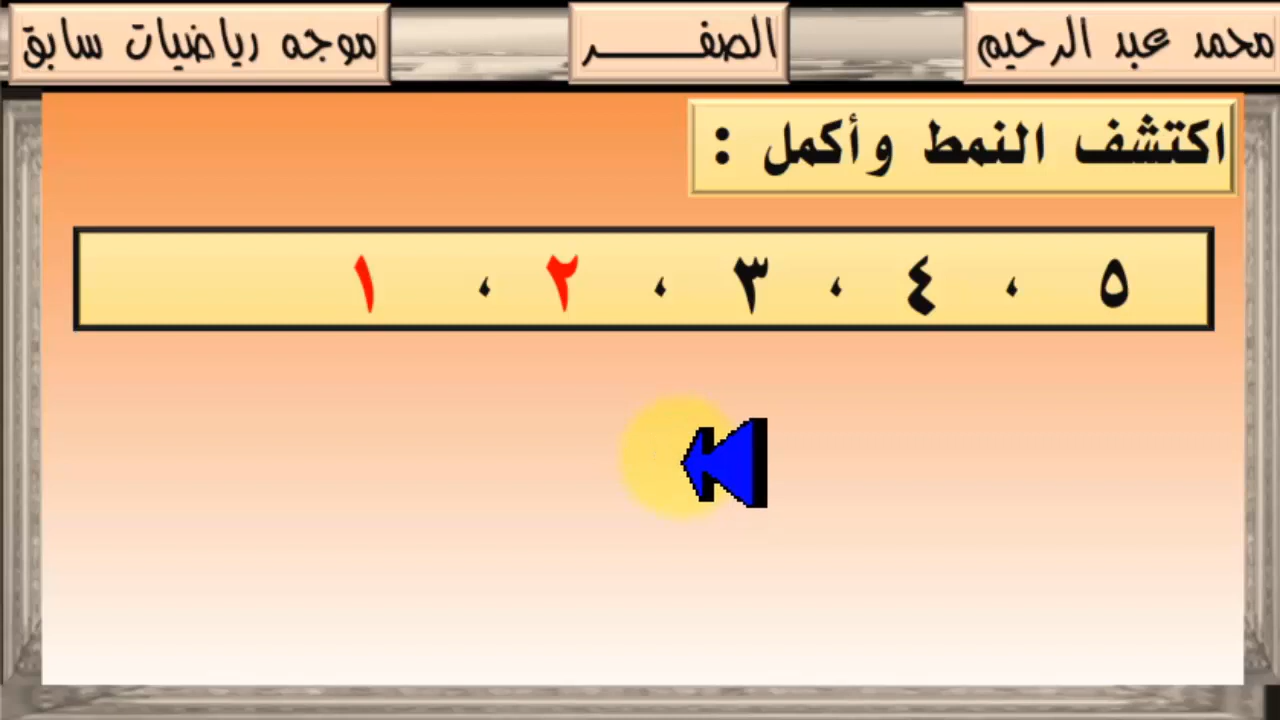 محمد عبد الرحيم
الصفـــــــر
موجه رياضيات سابق
اكتشف النمط وأكمل :
٥ ، ٤ ، ٣ ، ٢ ، ١